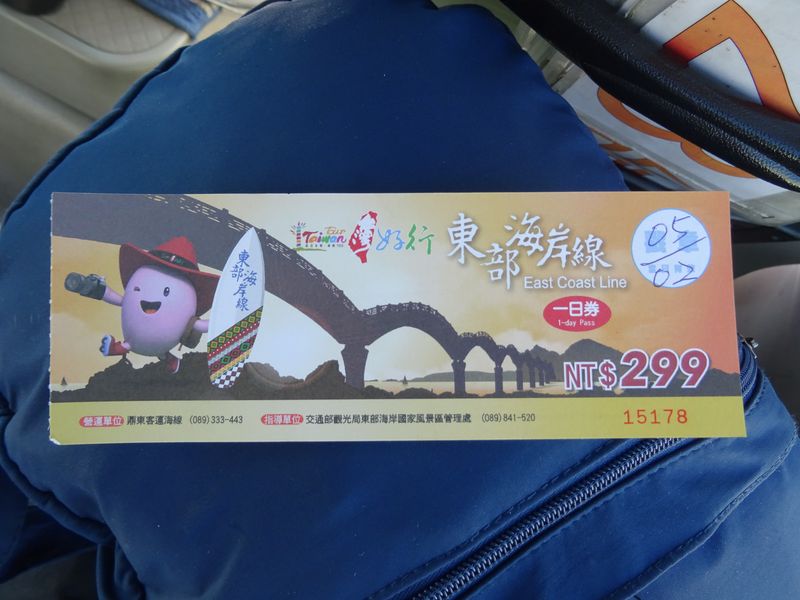 Tour
Taiwan
好行
東部海岸線
East Coast Line
一日券
1-day Pass
NT$299
05/02
東部海岸線
營運單位 鼎東客運海線 (089)333-443 指導單位 交通部觀光局東部海岸國家風景區管理處 (089)841-520
15178